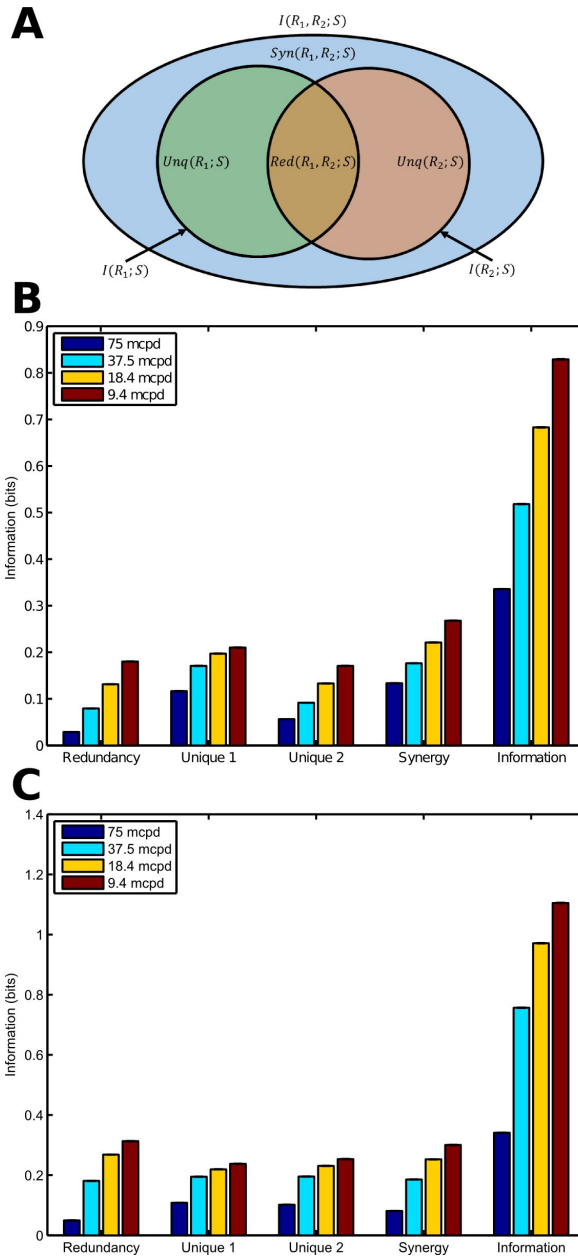 A
I(R₁, R₂; S)
Syn(R₁, R₂; S)
Unq(R₁; S)
Red(R₁, R₂; S)
Unq(R₂; S)
I(R₁; S)
I(R₂; S)
B
0.9
0.8
0.7
0.6
0.5
0.4
0.3
0.2
0.1
0
Information (bits)
75 mcpd
37.5 mcpd
18.4 mcpd
9.4 mcpd
Redundancy Unique 1 Unique 2 Synergy Information
C
1.4
1.2
1
0.8
0.6
0.4
0.2
0
Information (bits)
75 mcpd
37.5 mcpd
18.4 mcpd
9.4 mcpd
Redundancy Unique 1 Unique 2 Synergy Information